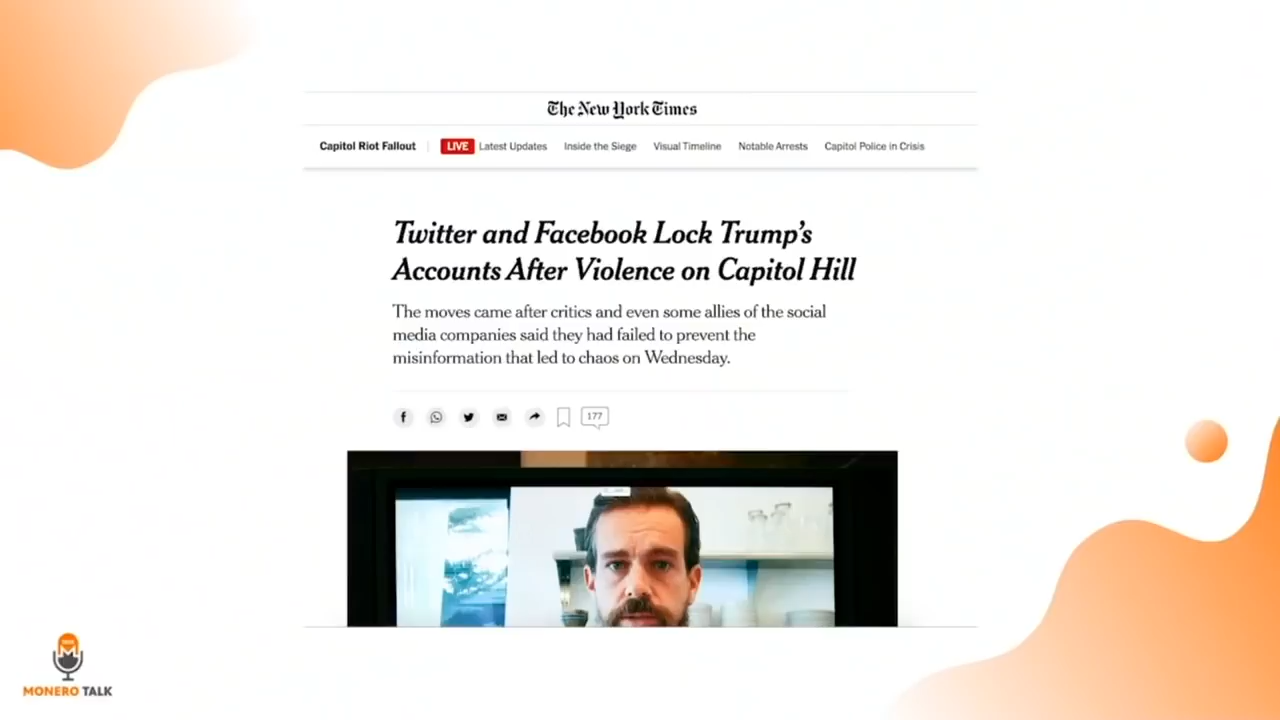 The New York Times
Capitol Riot Fallout LIVE Latest Updates Inside the Siege Visual Timeline Notable Arrests Capitol Police in Crisis
Twitter and Facebook Lock Trump’s
Accounts After Violence on Capitol Hill
The moves came after critics and even some allies of the social
media companies said they had failed to prevent the
misinformation that led to chaos on Wednesday.
177
MONERO TALK